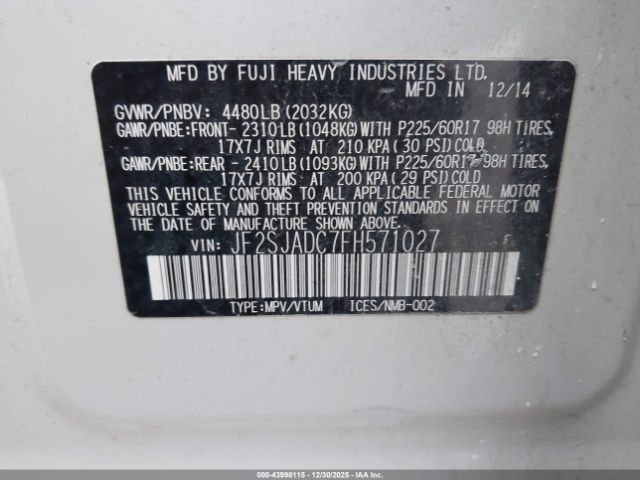 MFD BY FUJI HEAVY INDUSTRIES LTD.
MFD IN 12/14
GVWR/PNBV: 4480LB(2032KG)
GAWR/PNBE:FRONT- 2310LB(1048KG)WITH P225/60R17 98H TIRES,
17X7J RIMS AT 210 KPA(30 PSI)COLD
GAWR/PNBE:REAR - 2410LB(1093KG)WITH P225/60R17 98H TIRES,
17X7J RIMS AT 200 KPA(29 PSI)COLD
THIS VEHICLE CONFORMS TO ALL APPLICABLE FEDERAL MOTOR
VEHICLE SAFETY AND THEFT PREVENTION STANDARDS IN EFFECT ON
THE DATE OF MANUFACTURE SHOWN ABOVE.
VIN: JF2SJADC7FH571027
TYPE:MPV/VTUM ICES/NMB-002
000-43998115 - 12/30/2025 - IAAI.com